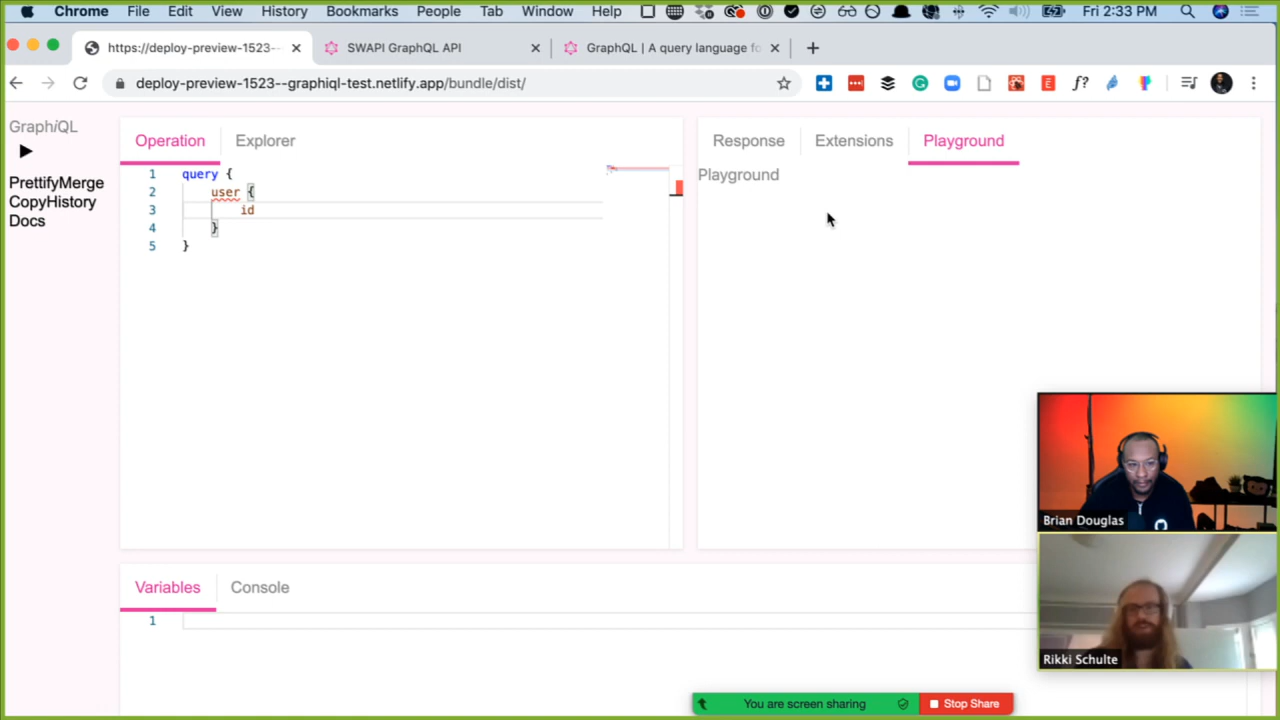 Chrome File Edit View History Bookmarks People Tab Window Help Fri 2:33 PM
https://deploy-preview-1523-
SWAPI GraphQL API
GraphQL | A query language fo
deploy-preview-1523--graphiql-test.netlify.app/bundle/dist/
GraphiQL
PrettifyMerge
CopyHistory
Docs
Operation Explorer
1 query {
2 user {
3 id
4 }
5 }
Response Extensions Playground
Playground
Variables Console
1
Brian Douglas
Rikki Schulte
You are screen sharing Stop Share